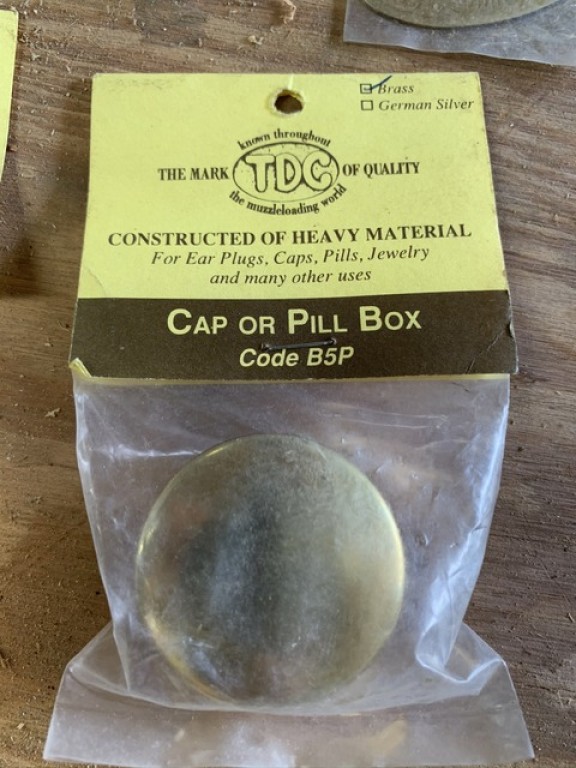 Brass
German Silver
known throughout
THE MARK TDC OF QUALITY
the muzzleloading world
CONSTRUCTED OF HEAVY MATERIAL
For Ear Plugs, Caps, Pills, Jewelry
and many other uses
CAP OR PILL BOX
Code B5P